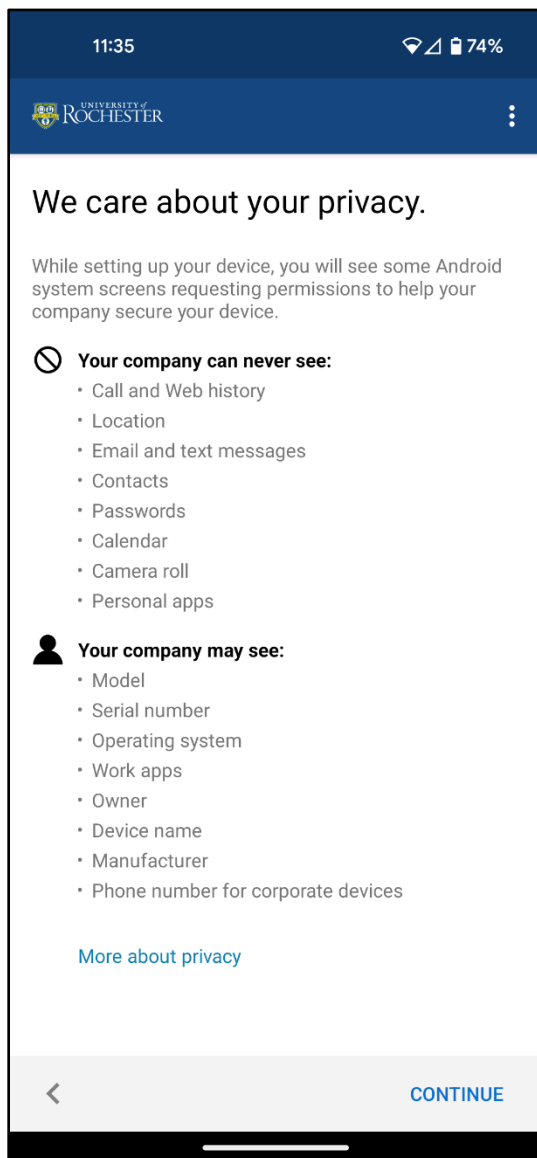 11:35
74%
UNIVERSITY of
ROCHESTER
We care about your privacy.
While setting up your device, you will see some Android
system screens requesting permissions to help your
company secure your device.
Your company can never see:
• Call and Web history
• Location
• Email and text messages
• Contacts
• Passwords
• Calendar
• Camera roll
• Personal apps
Your company may see:
• Model
• Serial number
• Operating system
• Work apps
• Owner
• Device name
• Manufacturer
• Phone number for corporate devices
More about privacy
CONTINUE